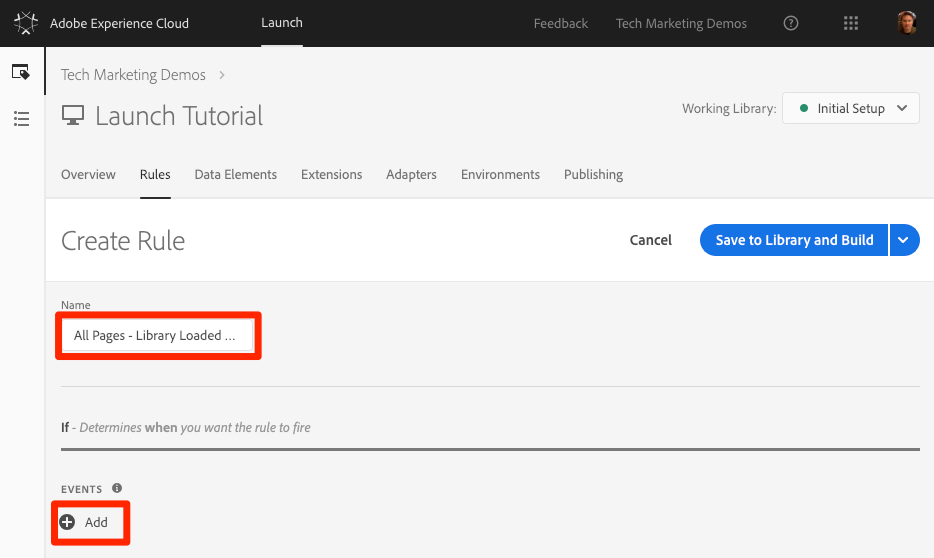 Adobe Experience Cloud
Launch
Feedback
Tech Marketing Demos
Tech Marketing Demos
Launch Tutorial
Working Library:
Initial Setup
Overview
Rules
Data Elements
Extensions
Adapters
Environments
Publishing
Create Rule
Cancel
Save to Library and Build
Name
All Pages - Library Loaded ...
If - Determines when you want the rule to fire
EVENTS
Add